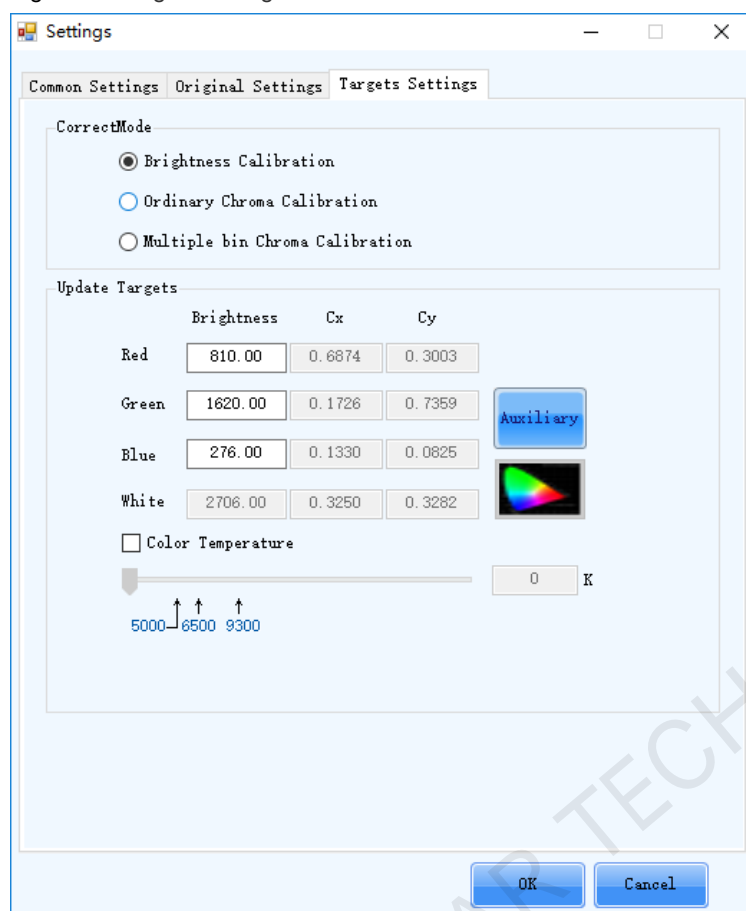 Settings
Common Settings Original Settings Targets Settings
CorrectMode
Brightness Calibration
Ordinary Chroma Calibration
Multiple bin Chroma Calibration
Update Targets
Brightness Cx Cy
Red 810.00 0.6874 0.3003
Green 1620.00 0.1726 0.7359
Auxiliary
Blue 276.00 0.1330 0.0825
White 2706.00 0.3250 0.3282
Color Temperature
0 K
5000 6500 9300
OK Cancel